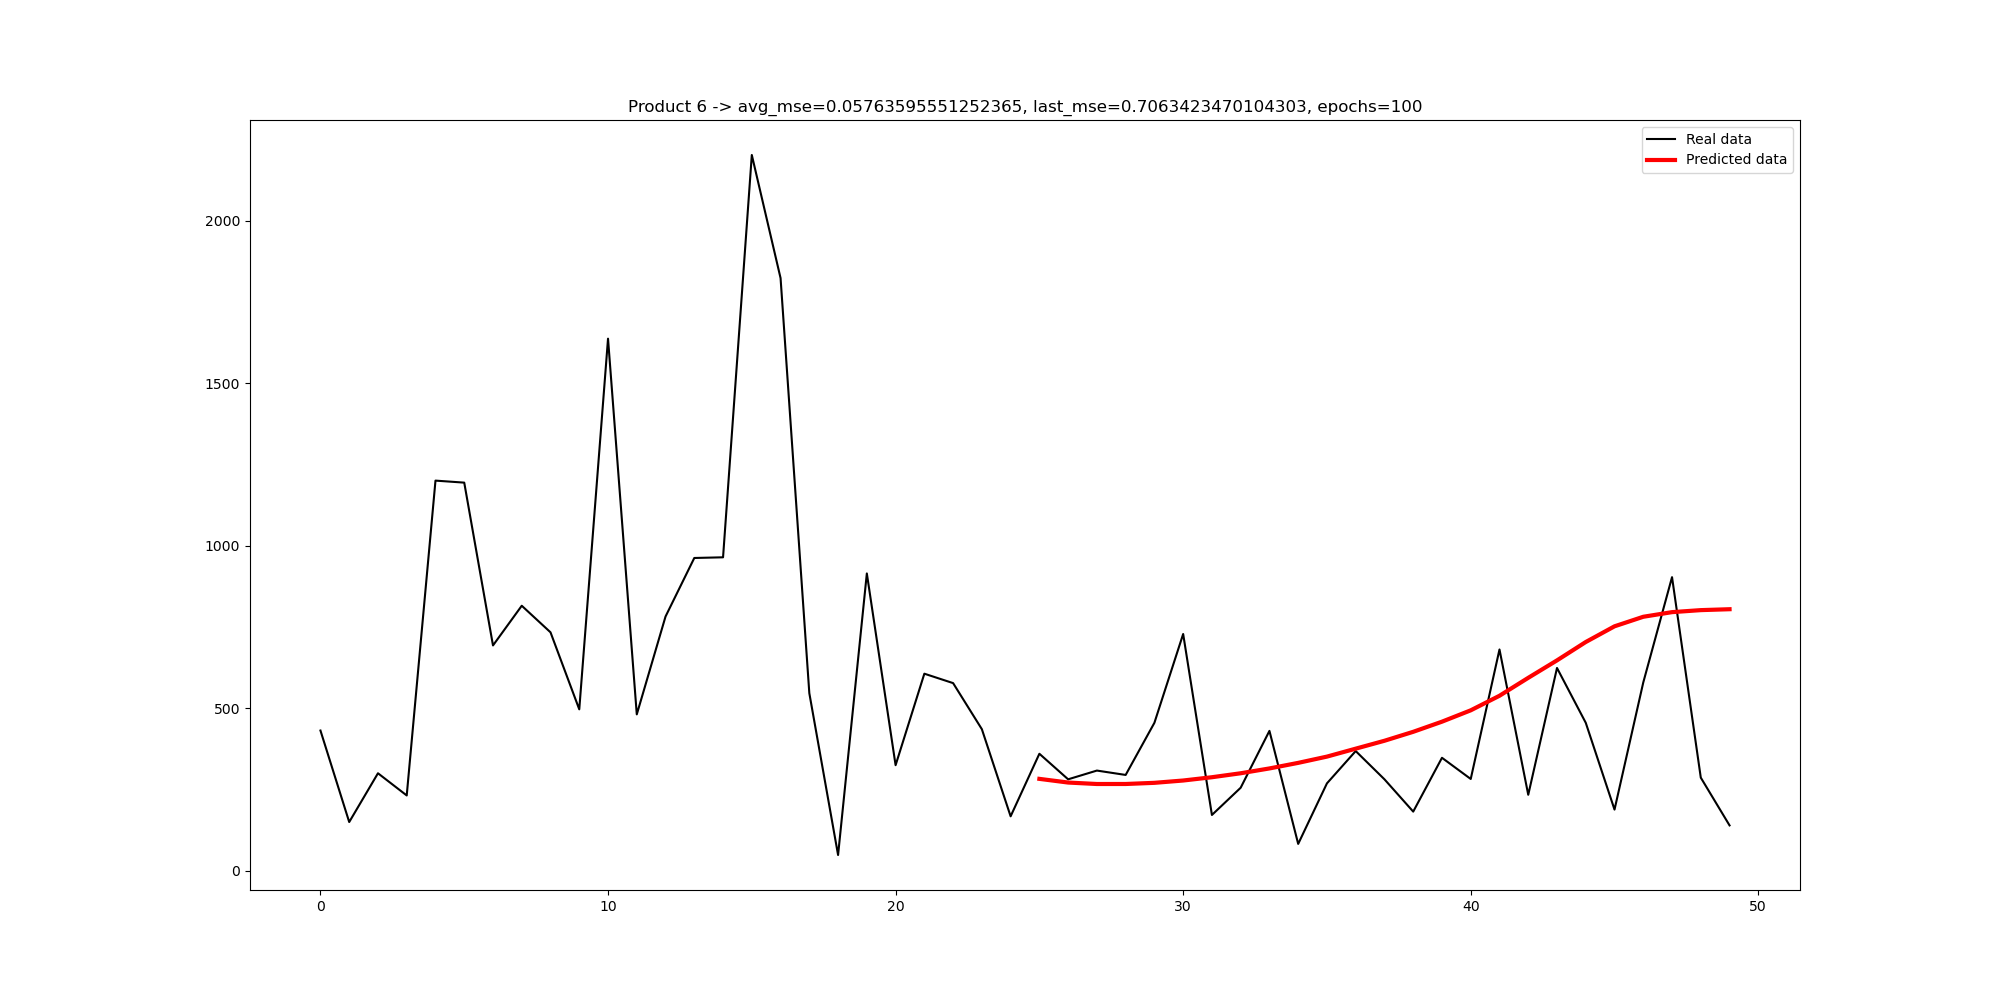 Product 6 -> avg_mse=0.05763595551252365, last_mse=0.7063423470104303, epochs=100
Real data
Predicted data
2000
1500
1000
500
0
0 10 20 30 40 50